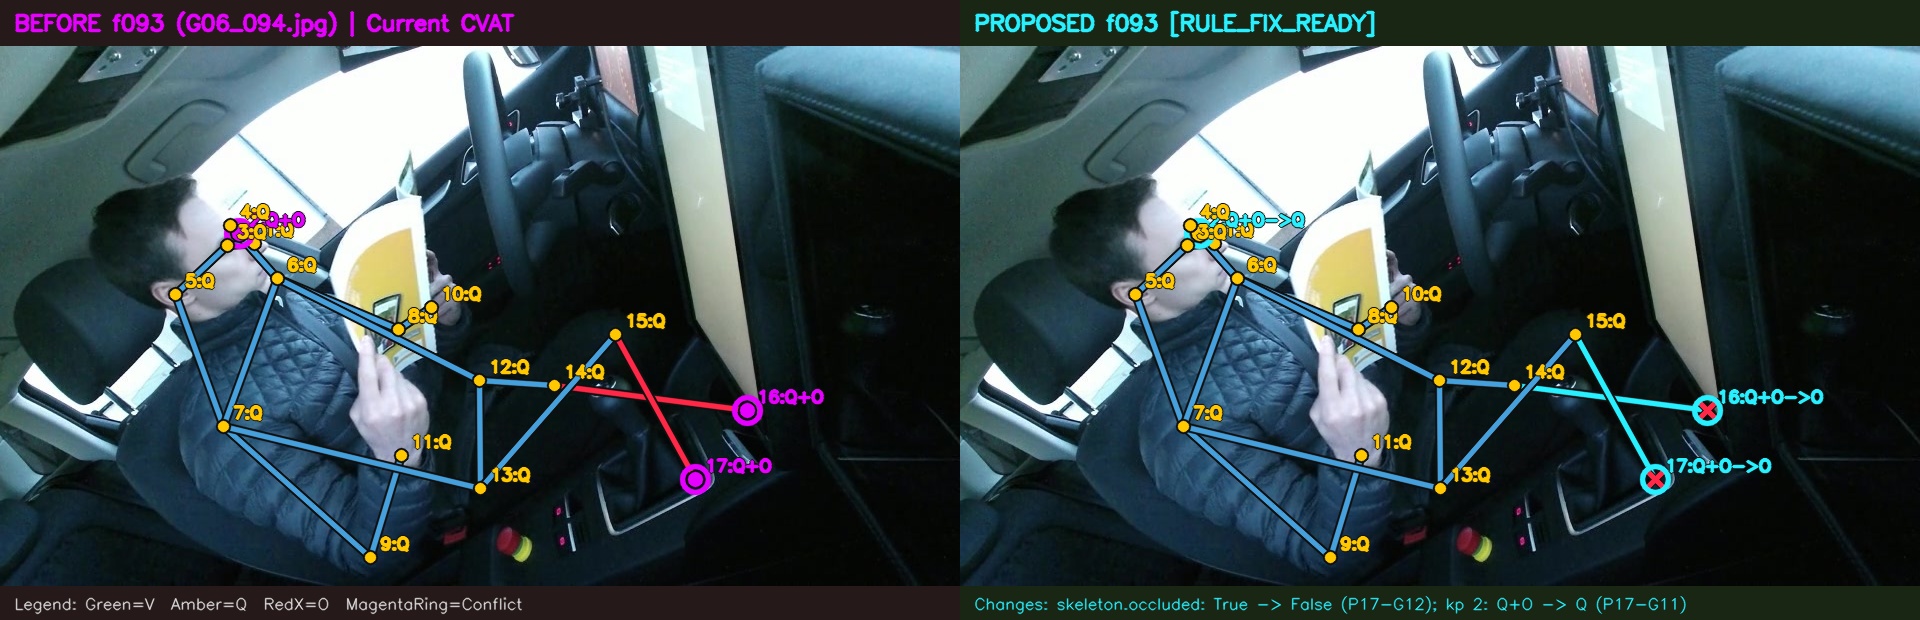 BEFORE f093 (G06_094.jpg) | Current CVAT
4:Q
Q+O
3:Q
1:Q
6:Q
5:Q
10:Q
8:Q
15:Q
12:Q
14:Q
16:Q+O
7:Q
11:Q
17:Q+O
13:Q
9:Q
Legend: Green=V Amber=Q RedX=O MagentaRing=Conflict
PROPOSED f093 [RULE_FIX_READY]
4:Q
Q+O->Q
3:Q
1:Q
6:Q
5:Q
10:Q
8:Q
15:Q
12:Q
14:Q
16:Q+O->O
7:Q
11:Q
17:Q+O->O
13:Q
9:Q
Changes: skeleton.occluded: True -> False (P17-G12); kp 2: Q+O -> Q (P17-G11)